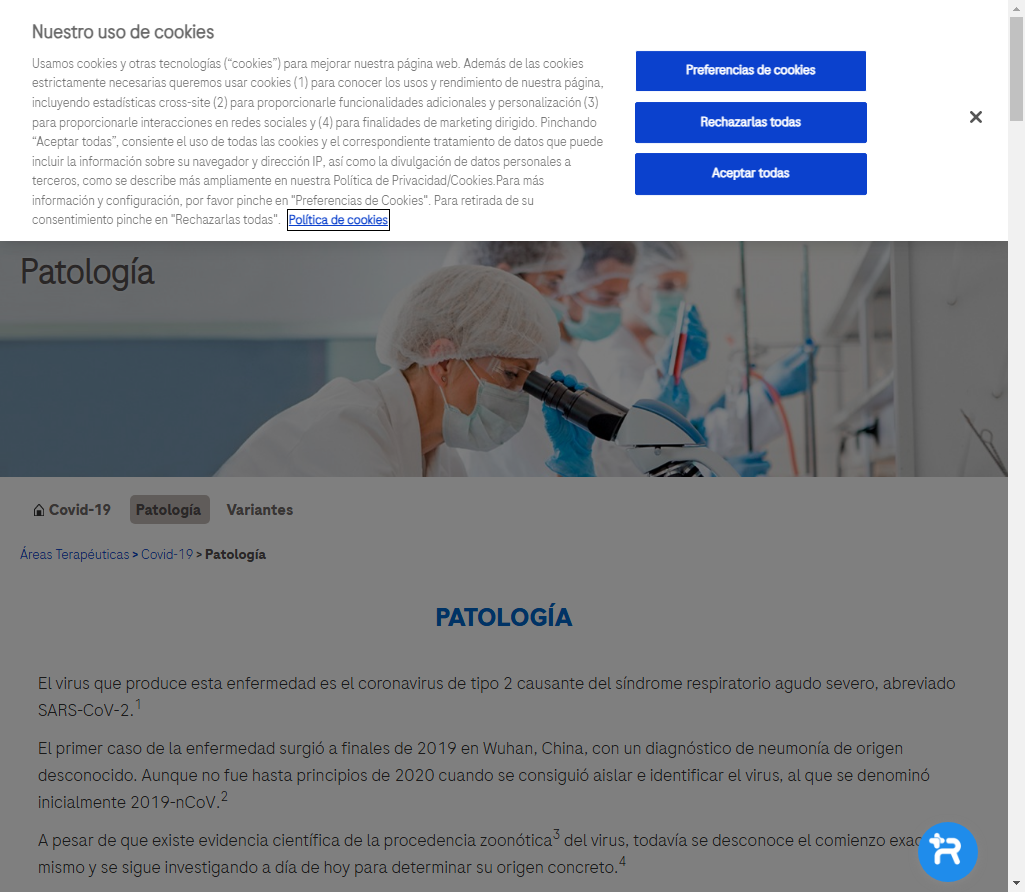 Nuestro uso de cookies
Usamos cookies y otras tecnologías (“cookies”) para mejorar nuestra página web. Además de las cookies
estrictamente necesarias queremos usar cookies (1) para conocer los usos y rendimiento de nuestra página,
incluyendo estadísticas cross-site (2) para proporcionarle funcionalidades adicionales y personalización (3)
para proporcionarle interacciones en redes sociales y (4) para finalidades de marketing dirigido. Pinchando
“Aceptar todas”, consiente el uso de todas las cookies y el correspondiente tratamiento de datos que puede
incluir la información sobre su navegador y dirección IP, así como la divulgación de datos personales a
terceros, como se describe más ampliamente en nuestra Política de Privacidad/Cookies.Para más
información y configuración, por favor pinche en "Preferencias de Cookies". Para retirada de su
consentimiento pinche en "Rechazarlas todas". Política de cookies
Preferencias de cookies
Rechazarlas todas
Aceptar todas
Patología
Covid-19 Patología Variantes
Áreas Terapéuticas > Covid-19 > Patología
PATOLOGÍA
El virus que produce esta enfermedad es el coronavirus de tipo 2 causante del síndrome respiratorio agudo severo, abreviado
SARS-CoV-2.1
El primer caso de la enfermedad surgió a finales de 2019 en Wuhan, China, con un diagnóstico de neumonía de origen
desconocido. Aunque no fue hasta principios de 2020 cuando se consiguió aislar e identificar el virus, al que se denominó
inicialmente 2019-nCoV.2
A pesar de que existe evidencia científica de la procedencia zoonótica3 del virus, todavía se desconoce el comienzo
mismo y se sigue investigando a día de hoy para determinar su origen concreto.4